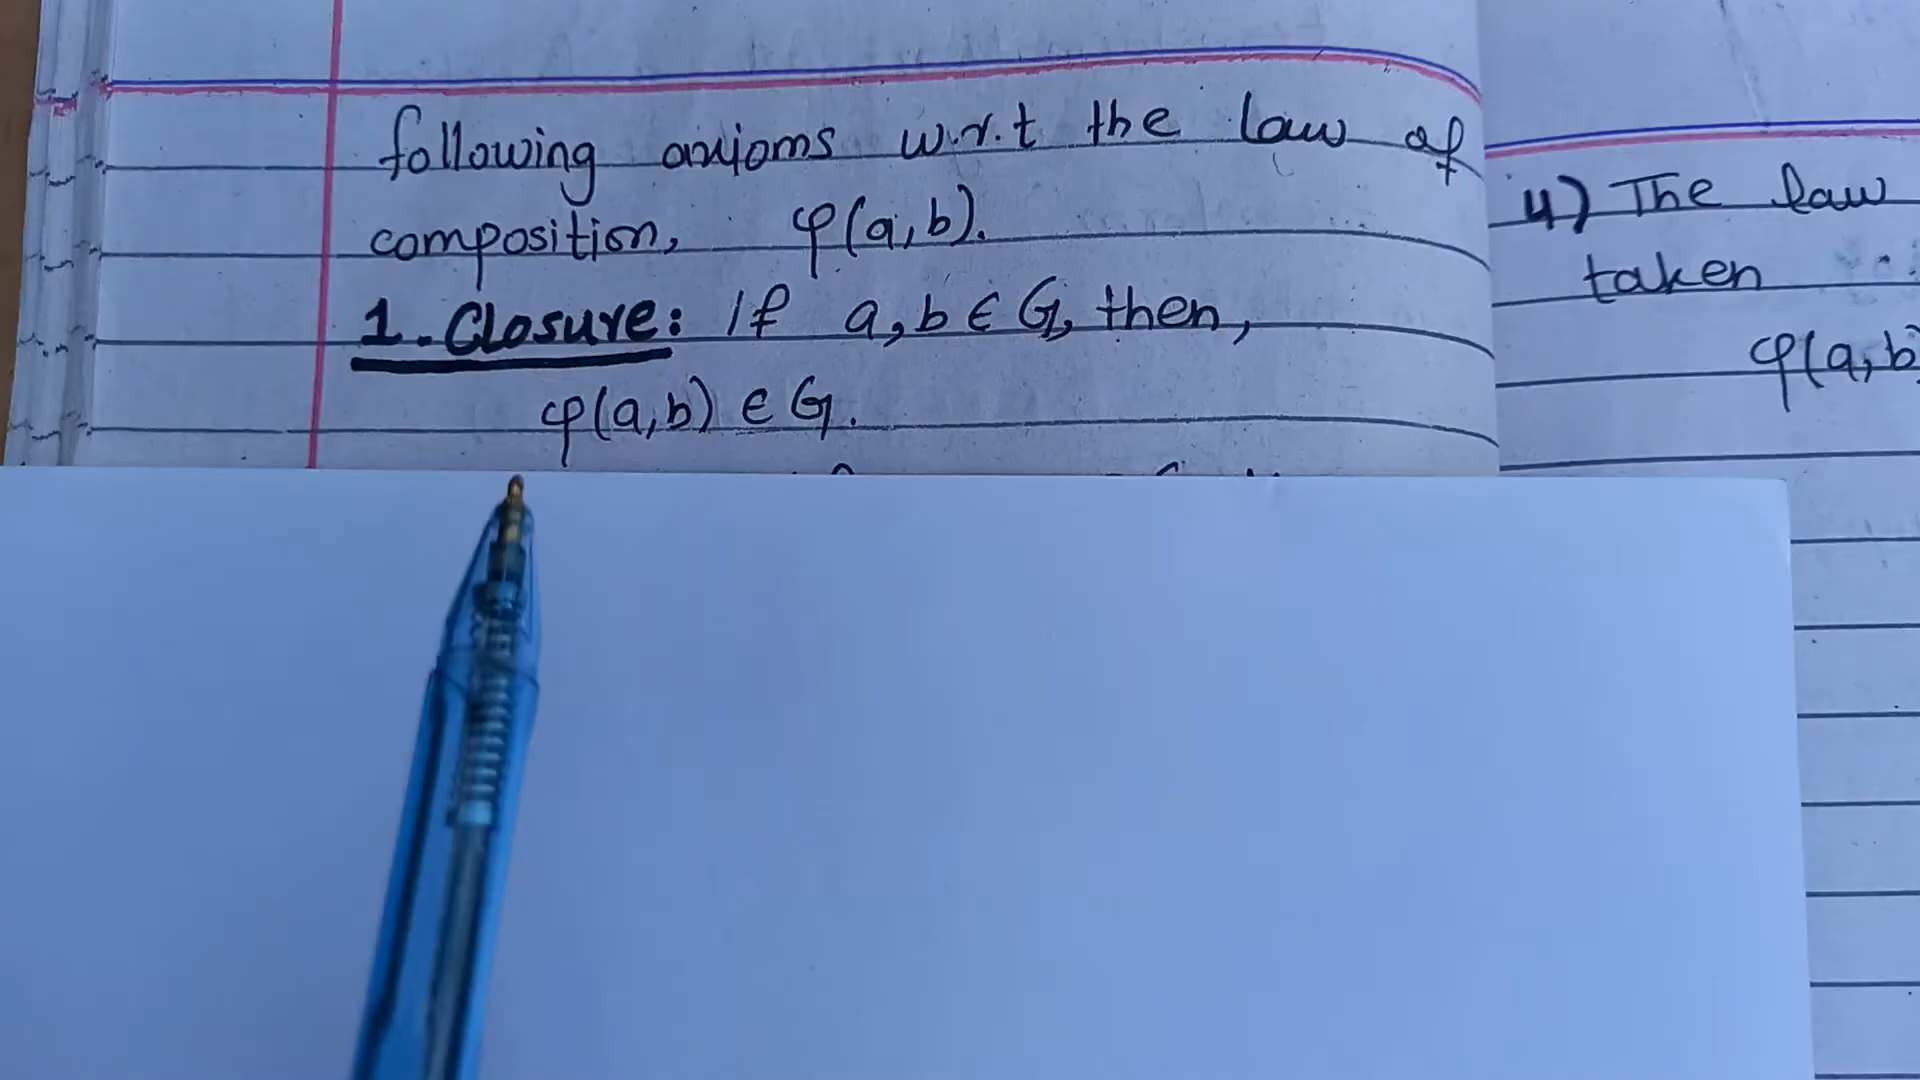 following axioms w.r.t the law of
composition, φ(a,b).
1. Closure: If a, b ∈ G, then,
φ(a,b) ∈ G.
4) The law
taken
φ(a,b)